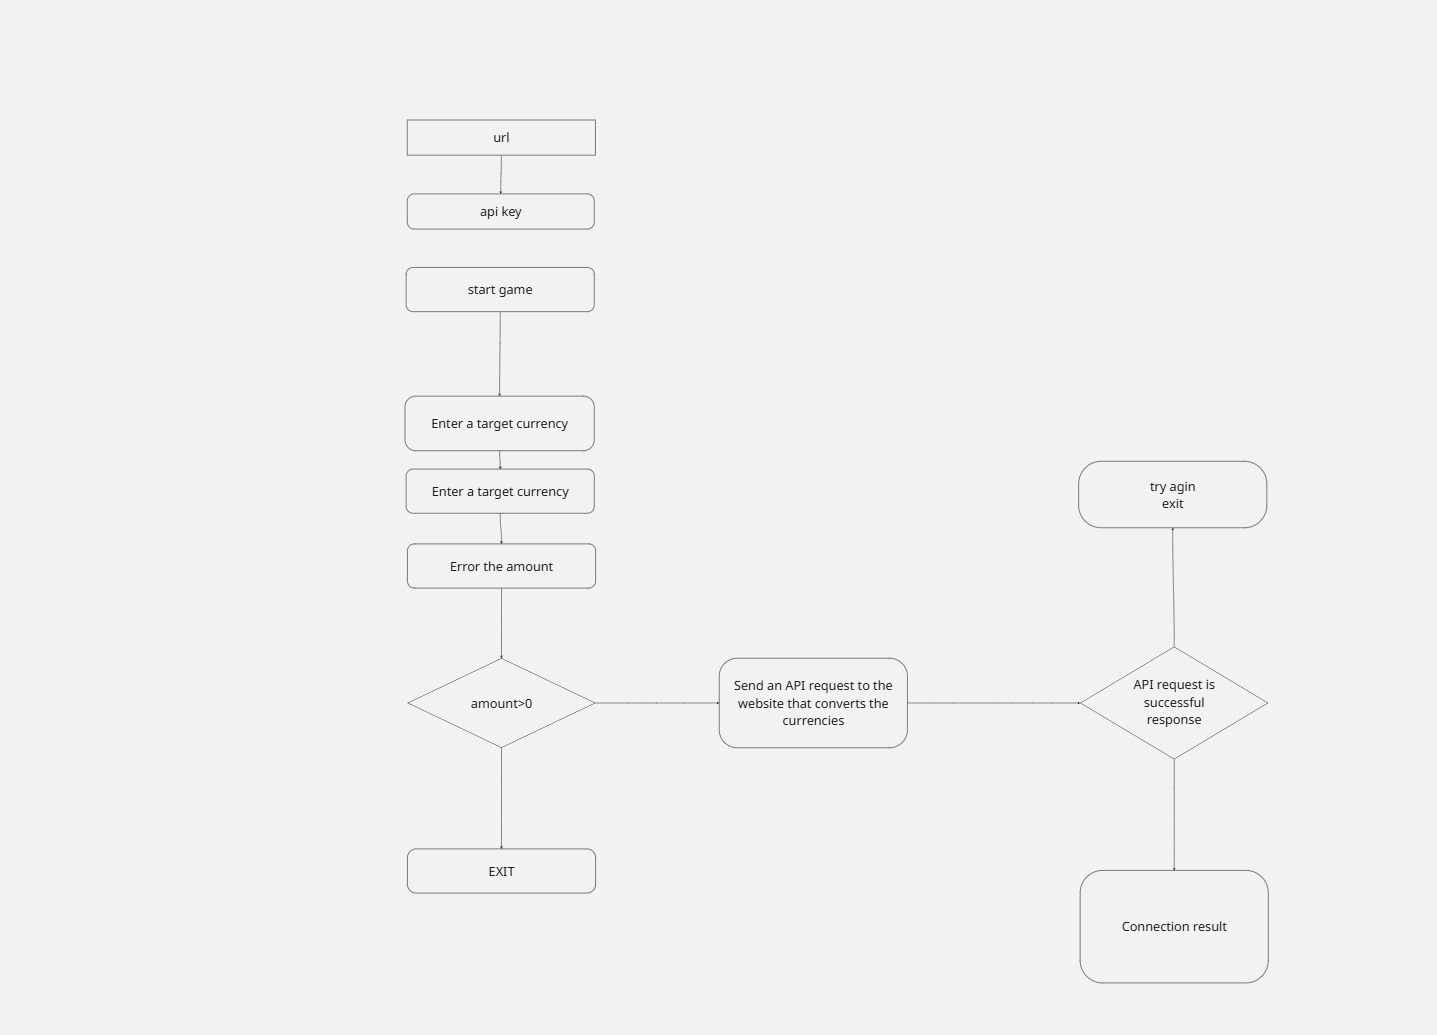 url
api key
start game
Enter a target currency
Enter a target currency
Error the amount
amount>0
EXIT
Send an API request to the
website that converts the
currencies
try agin
exit
API request is
successful
response
Connection result